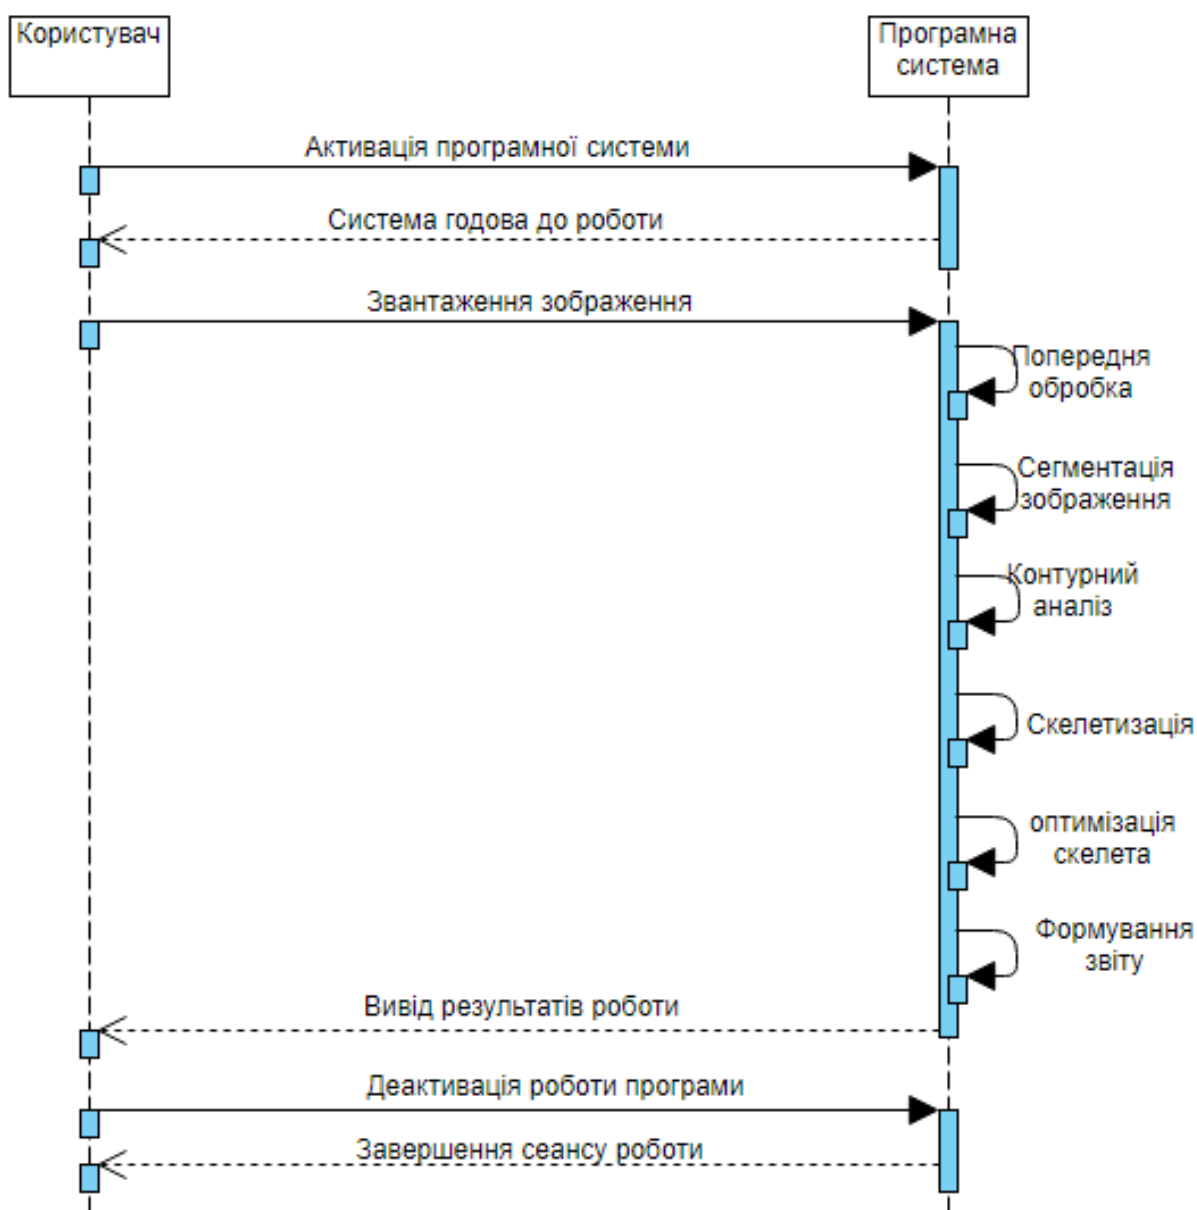 Користувач
Програмна
система
Активація програмної системи
Система годова до роботи
Звантаження зображення
Попередня
обробка
Сегментація
зображення
Контурний
аналіз
Скелетизація
оптимізація
скелета
Формування
звіту
Вивід результатів роботи
Деактивація роботи програми
Завершення сеансу роботи